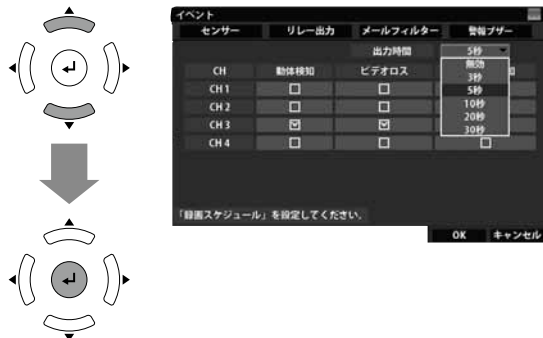 イベント
センサー リレー出力 メールフィルター 警報ブザー
出力時間 5秒
無効
3秒
5秒
10秒
20秒
30秒
CH 動体検知 ビデオロス
CH 1
CH 2
CH 3
CH 4
「録画スケジュール」を設定してください。
OK キャンセル